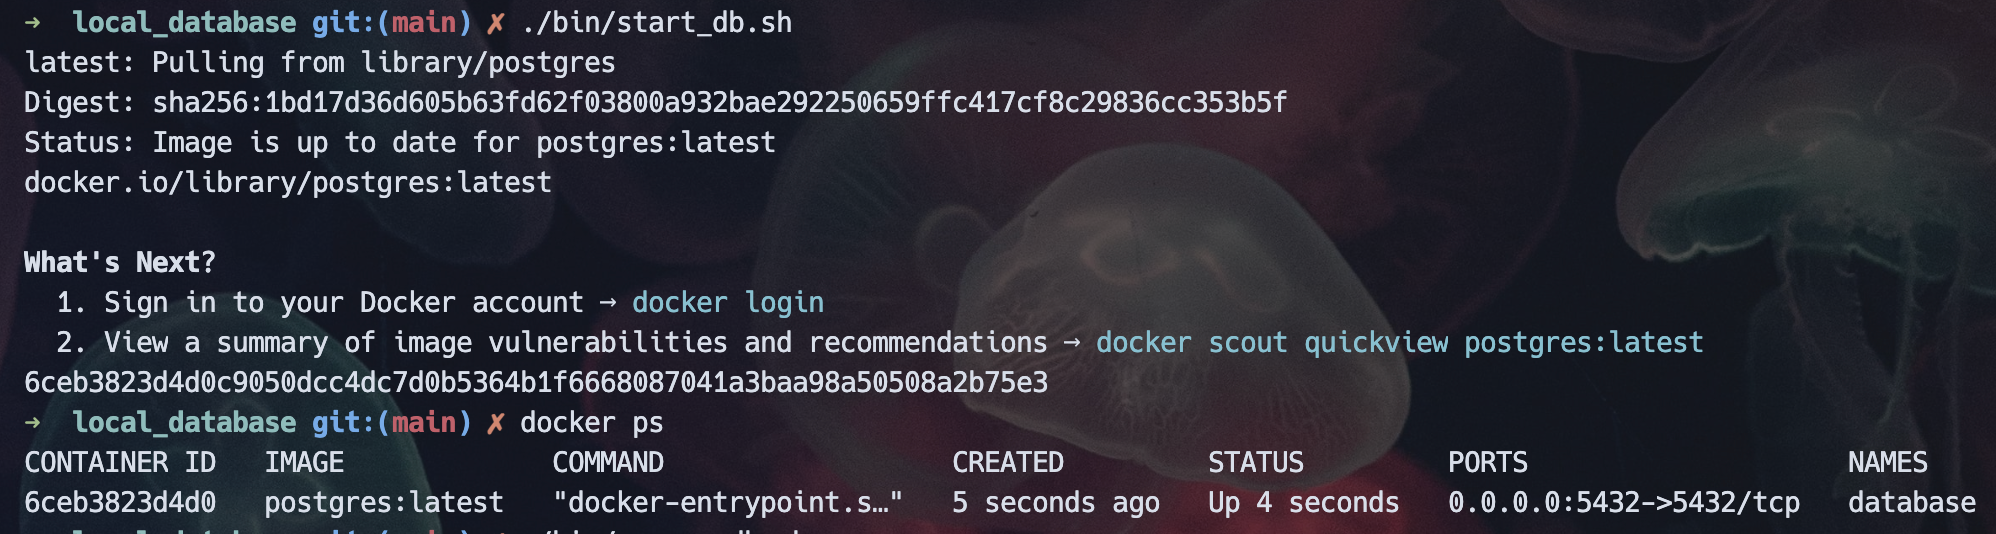 → local_database git:(main) ✗ ./bin/start_db.sh
latest: Pulling from library/postgres
Digest: sha256:1bd17d36d605b63fd62f03800a932bae292250659ffc417cf8c29836cc353b5f
Status: Image is up to date for postgres:latest
docker.io/library/postgres:latest
What's Next?
1. Sign in to your Docker account → docker login
2. View a summary of image vulnerabilities and recommendations → docker scout quickview postgres:latest
6ceb3823d4d0c9050dcc4dc7d0b5364b1f6668087041a3baa98a50508a2b75e3
→ local_database git:(main) ✗ docker ps
CONTAINER ID IMAGE COMMAND CREATED STATUS PORTS NAMES
6ceb3823d4d0 postgres:latest "docker-entrypoint.s…" 5 seconds ago Up 4 seconds 0.0.0.0:5432->5432/tcp database